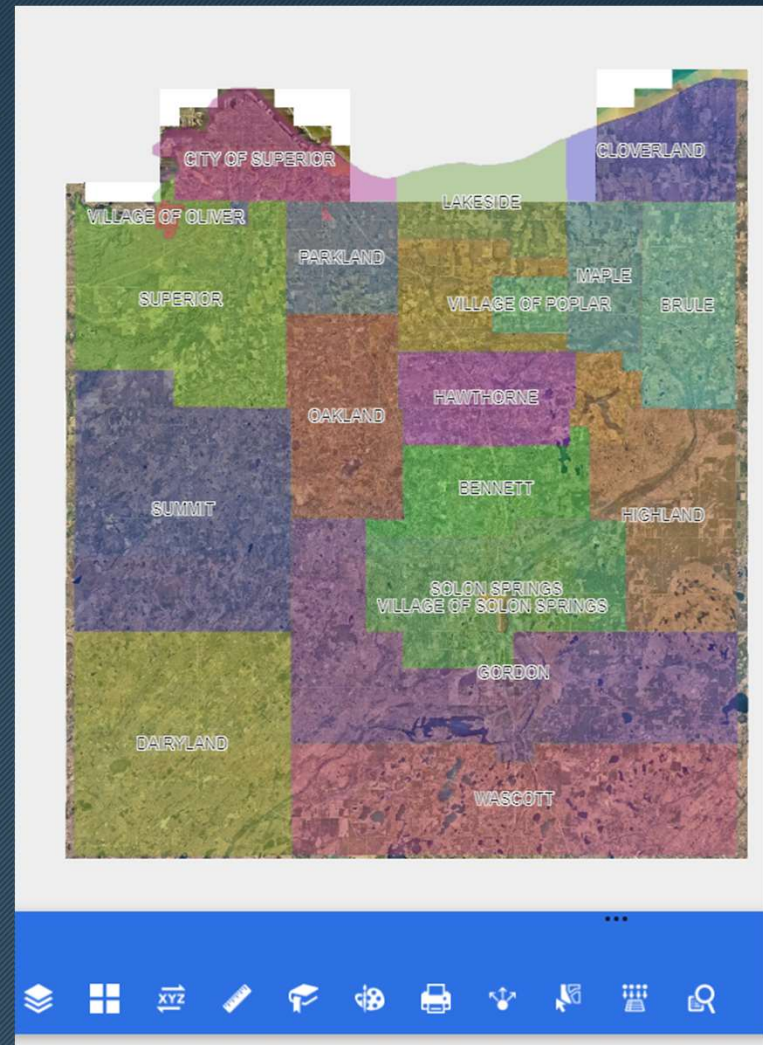 CITY OF SUPERIOR
CLOVERLAND
LAKESIDE
VILLAGE OF OLIVER
PARKLAND
MAPLE
SUPERIOR
VILLAGE OF POPLAR
BRULE
HAWTHORNE
OAKLAND
BENNETT
SUMMIT
HIGHLAND
SOLON SPRINGS
VILLAGE OF SOLON SPRINGS
GORDON
DAIRYLAND
WASCOTT
XYZ